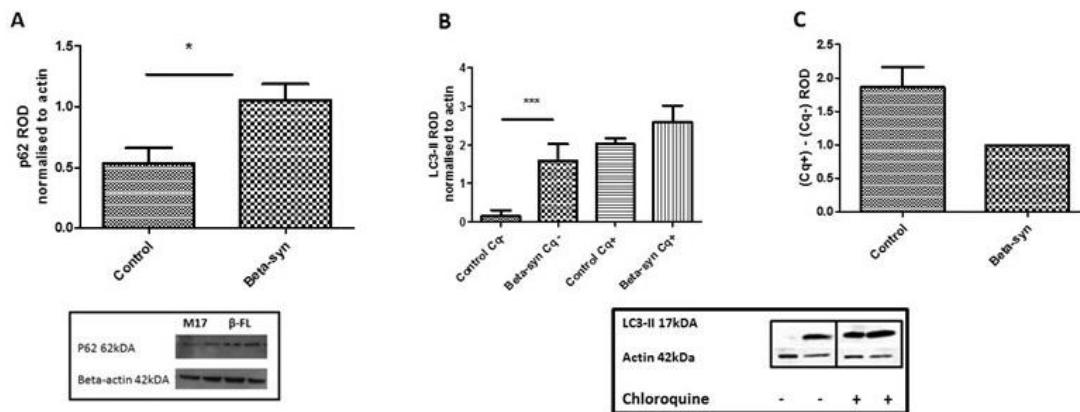 A
p62 ROD
normalised to actin
1.5
1.0
0.5
0.0
*
Control
Beta-syn
M17 β-FL
P62 62kDA
Beta-actin 42kDA
B
LC3-II ROD
normalised to actin
4
3
2
1
0
***
Control Cq-
Beta-syn Cq-
Control Cq+
Beta-syn Cq+
LC3-II 17kDA
Actin 42kDa
Chloroquine - - + +
C
(Cq+) - (Cq-) ROD
2.5
2.0
1.5
1.0
0.5
0.0
Control
Beta-syn